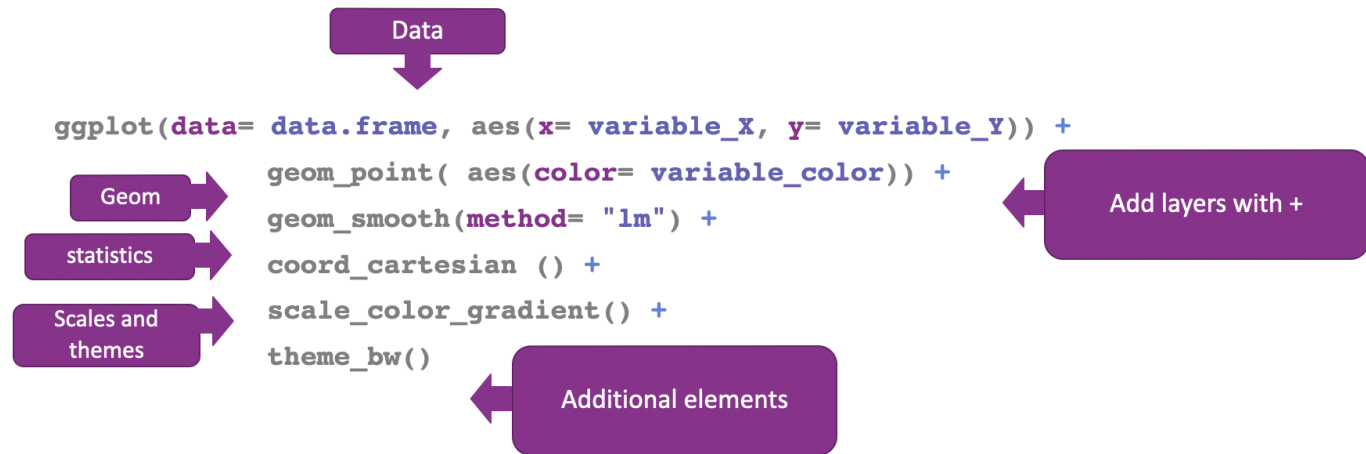 Data
ggplot(data= data.frame, aes(x= variable_X, y= variable_Y)) +
geom_point( aes(color= variable_color)) +
Geom
Add layers with +
geom_smooth(method= "lm") +
statistics
coord_cartesian () +
scale_color_gradient() +
Scales and
themes
theme_bw()
Additional elements